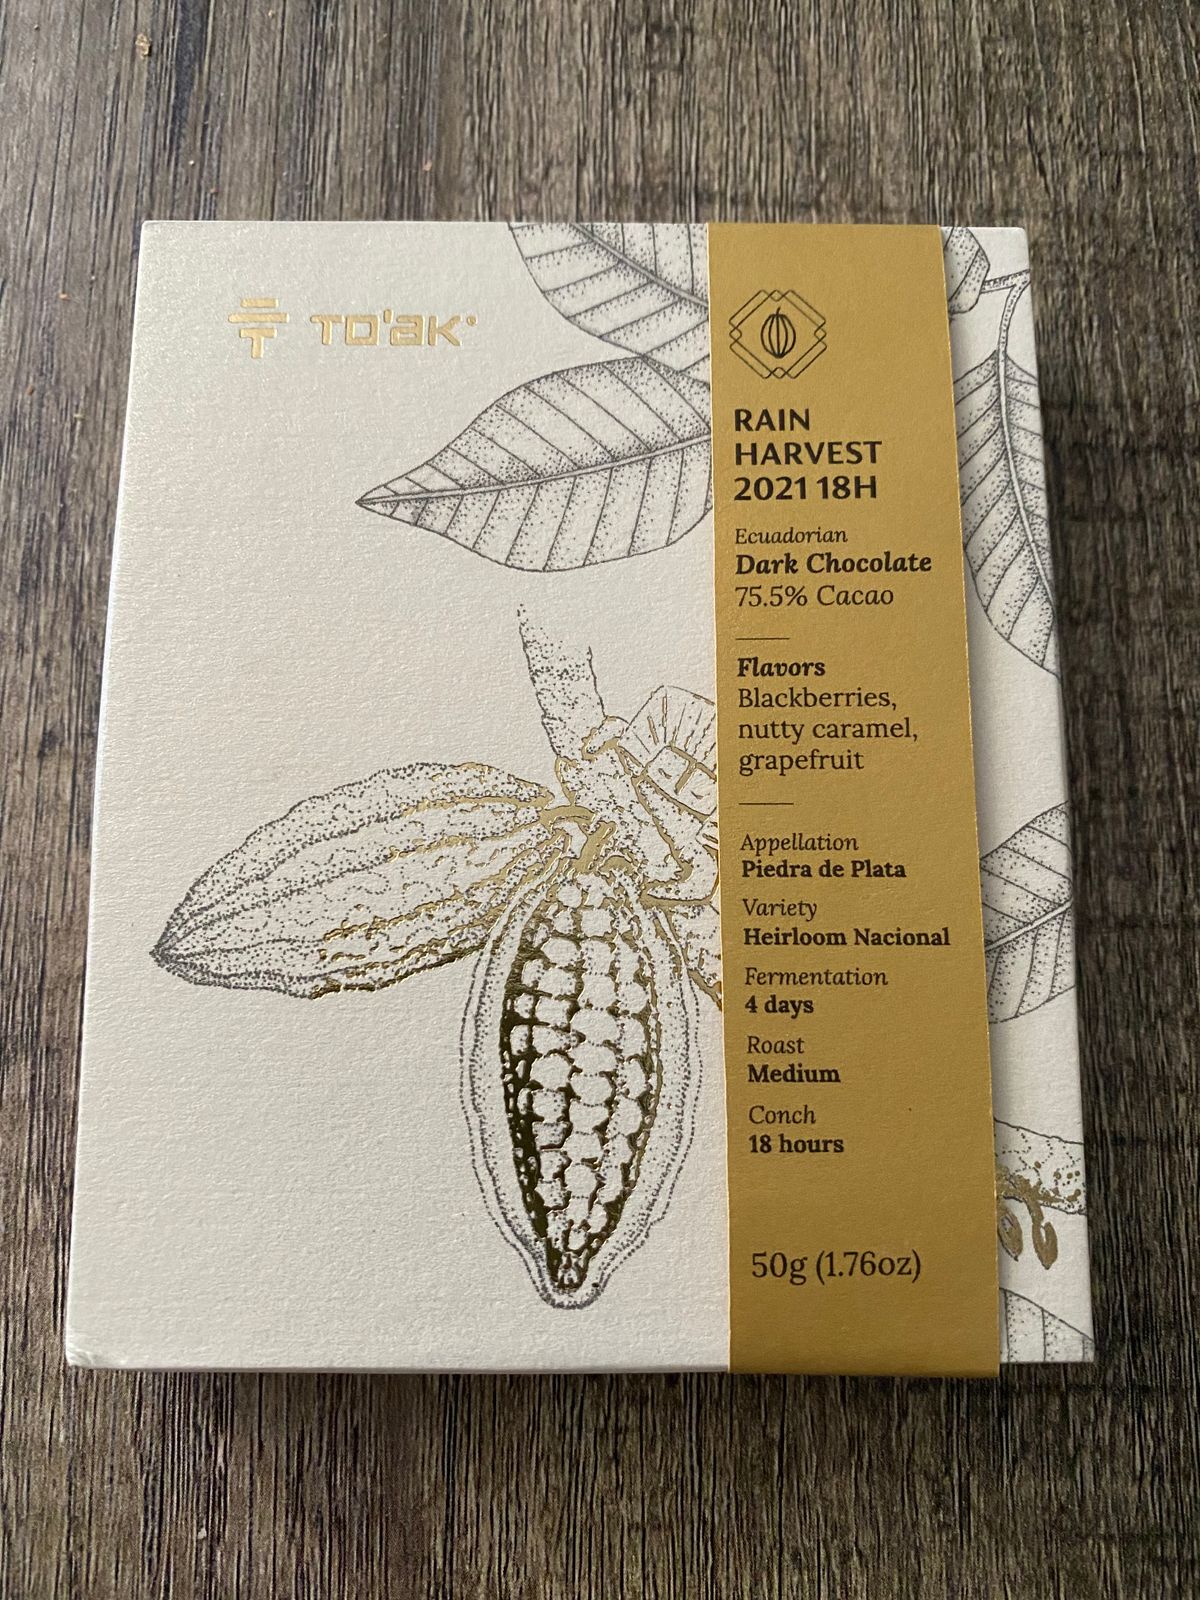 TO'AK
RAIN
HARVEST
2021 18H
Ecuadorian
Dark Chocolate
75.5% Cacao
Flavors
Blackberries,
nutty caramel,
grapefruit
Appellation
Piedra de Plata
Variety
Heirloom Nacional
Fermentation
4 days
Roast
Medium
Conch
18 hours
50g (1.76oz)